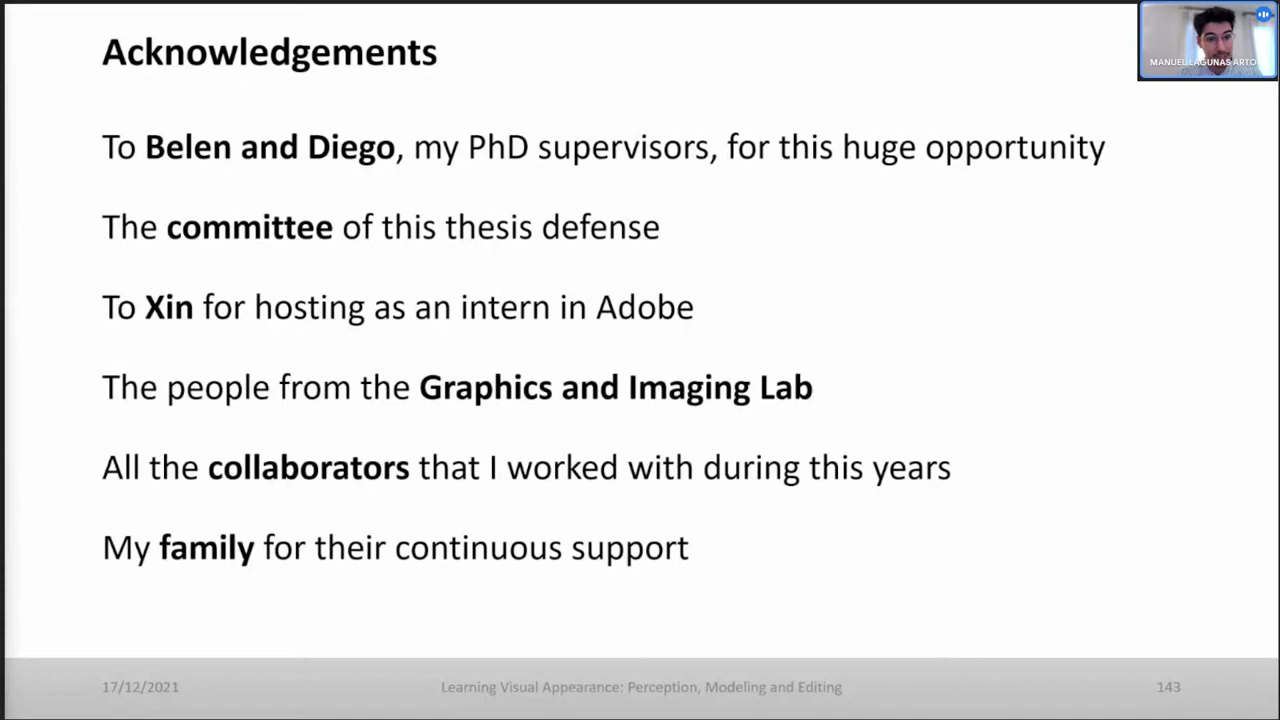 Acknowledgements
MANUEL LAGUNAS ARTO
To Belen and Diego, my PhD supervisors, for this huge opportunity
The committee of this thesis defense
To Xin for hosting as an intern in Adobe
The people from the Graphics and Imaging Lab
All the collaborators that I worked with during this years
My family for their continuous support
17/12/2021 Learning Visual Appearance: Perception, Modeling and Editing 143